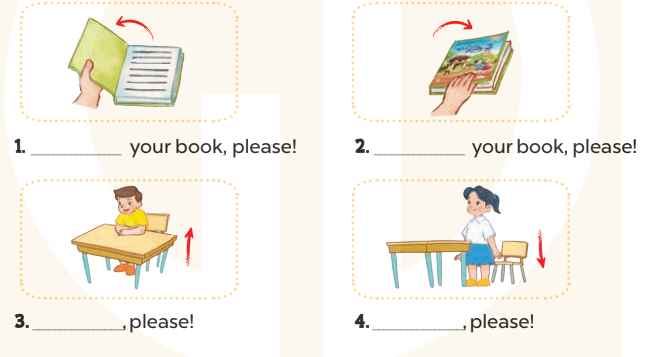 1. __________ your book, please!
2. __________ your book, please!
3. __________, please!
4. __________, please!